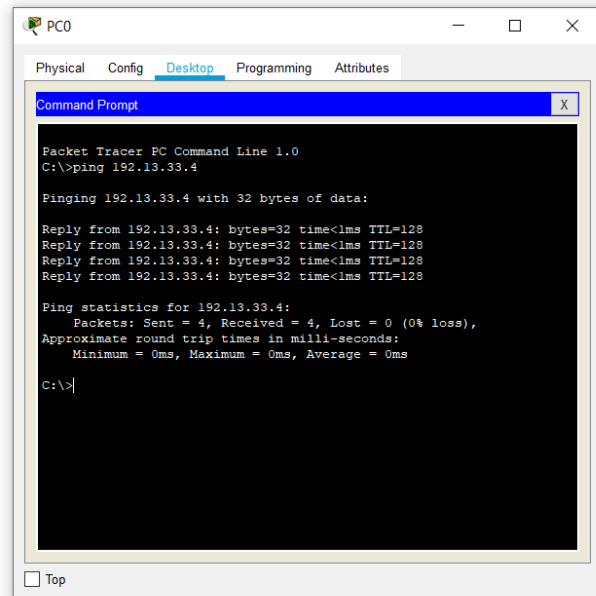 PC0
Physical Config Desktop Programming Attributes
Command Prompt
X
Packet Tracer PC Command Line 1.0
C:\>ping 192.13.33.4
Pinging 192.13.33.4 with 32 bytes of data:
Reply from 192.13.33.4: bytes=32 time<1ms TTL=128
Reply from 192.13.33.4: bytes=32 time<1ms TTL=128
Reply from 192.13.33.4: bytes=32 time<1ms TTL=128
Reply from 192.13.33.4: bytes=32 time<1ms TTL=128
Ping statistics for 192.13.33.4:
Packets: Sent = 4, Received = 4, Lost = 0 (0% loss),
Approximate round trip times in milli-seconds:
Minimum = 0ms, Maximum = 0ms, Average = 0ms
C:\>
Top